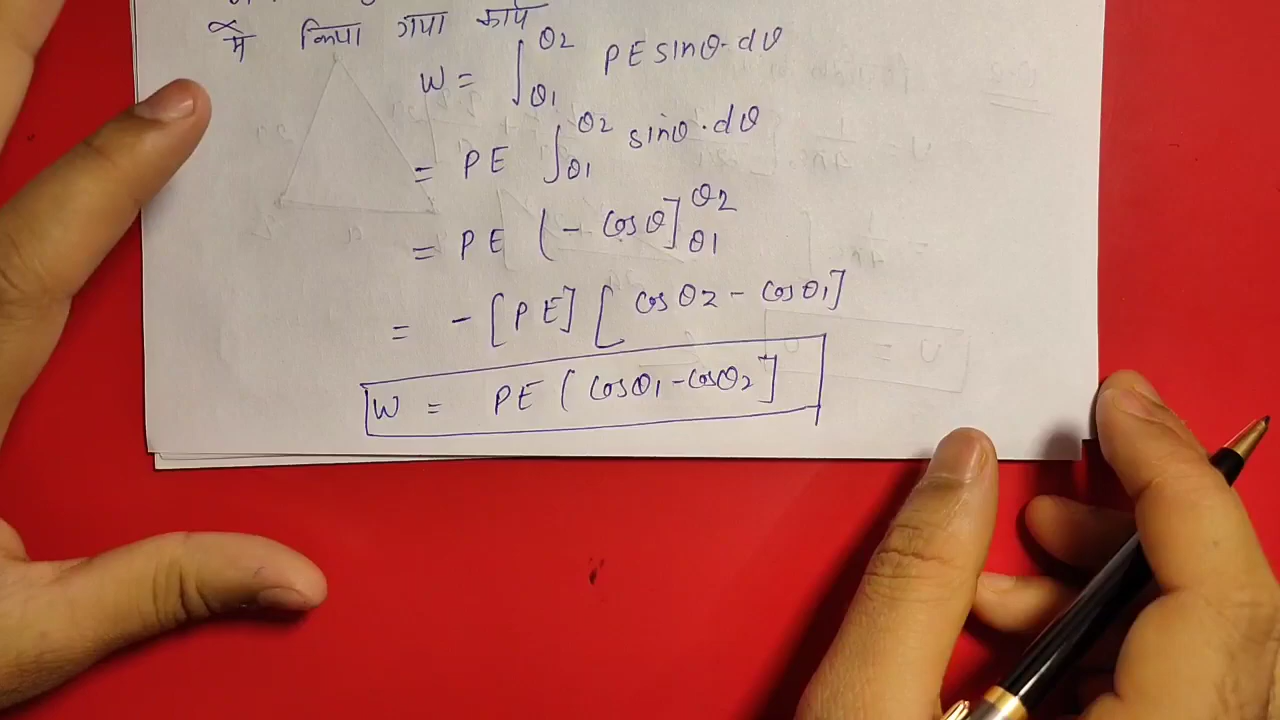 में किया गया कार्य
W = ∫θ1^θ2 PE sinθ·dθ
= PE ∫θ1^θ2 sinθ·dθ
= PE (- cosθ]θ1^θ2
= - [PE] [cosθ2 - cosθ1]
W = PE (cosθ1 - cosθ2]